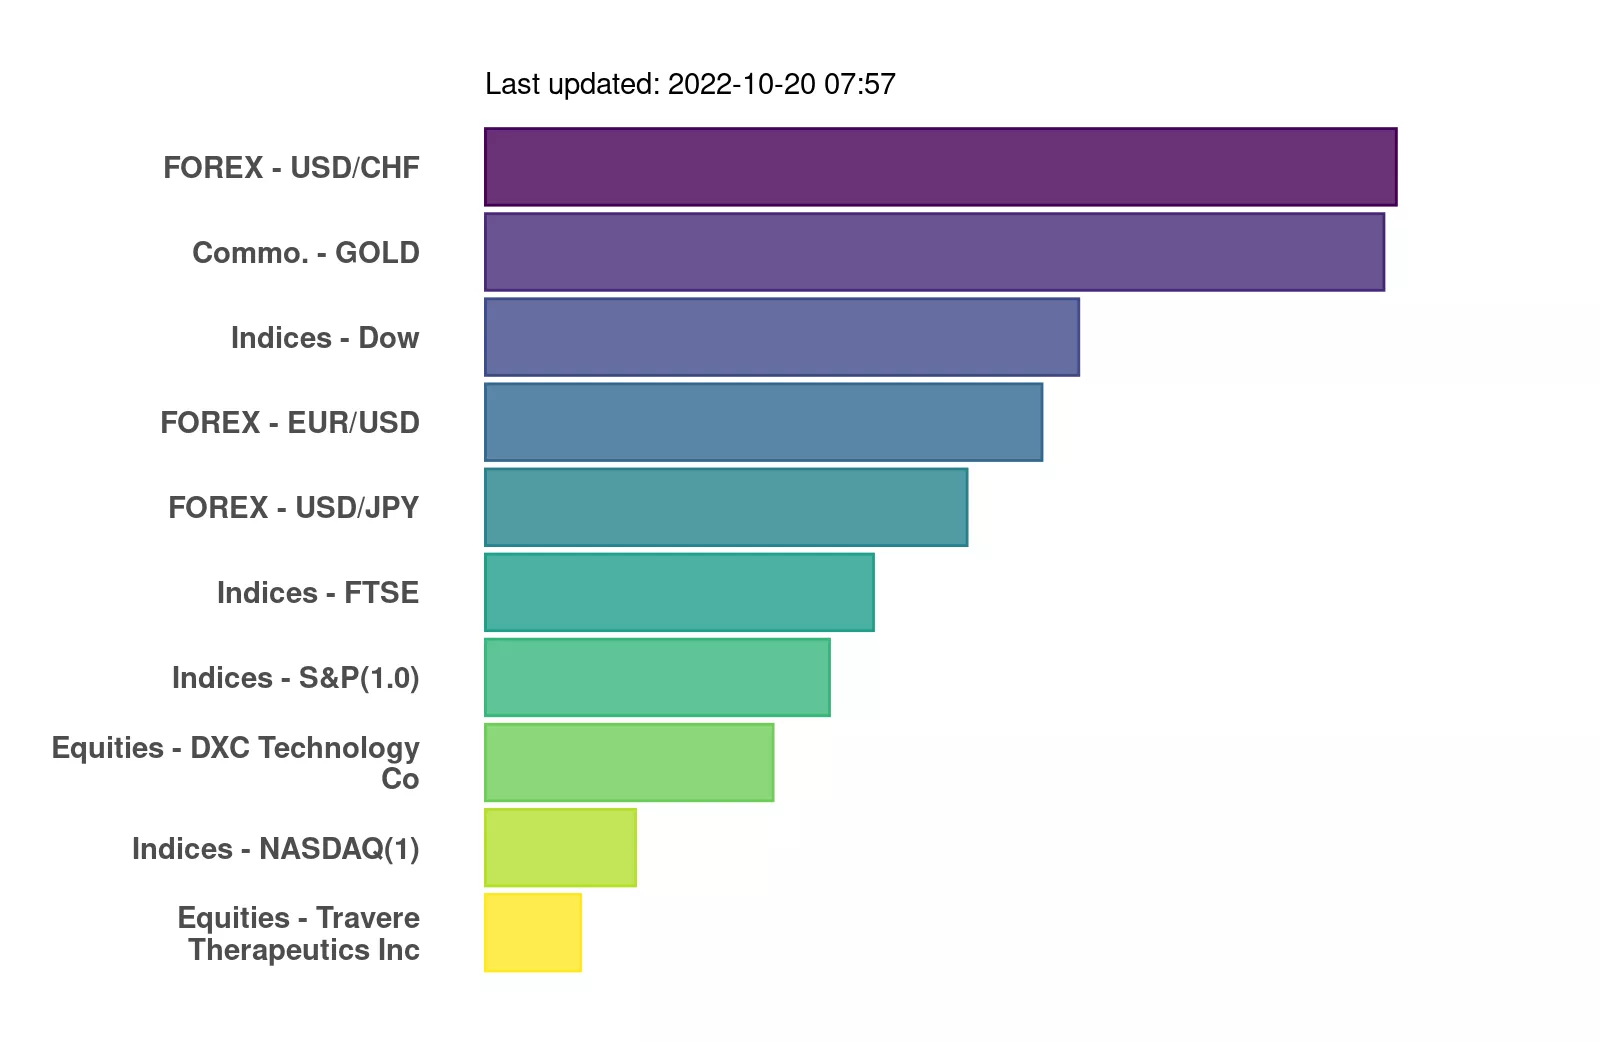 Last updated: 2022-10-20 07:57
FOREX - USD/CHF
Commo. - GOLD
Indices - Dow
FOREX - EUR/USD
FOREX - USD/JPY
Indices - FTSE
Indices - S&P(1.0)
Equities - DXC Technology
Co
Indices - NASDAQ(1)
Equities - Travere
Therapeutics Inc